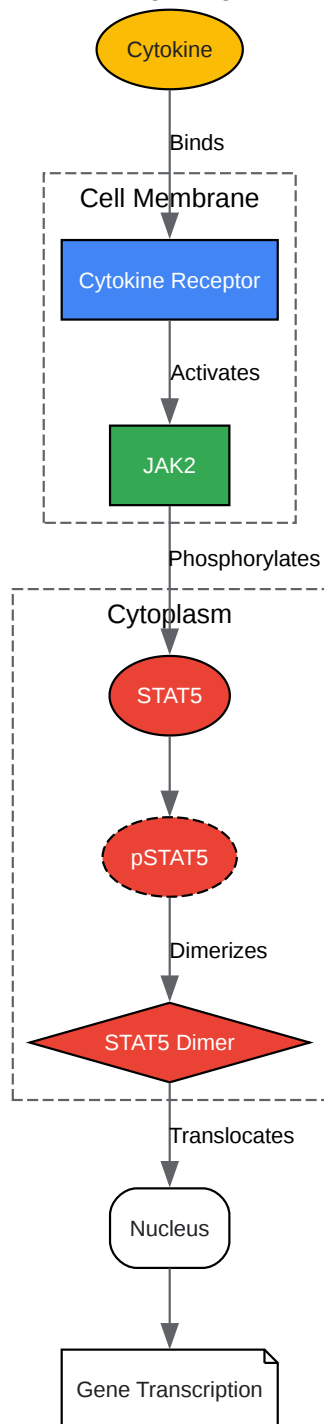 Cytokine
Binds
Cell Membrane
Cytokine Receptor
Activates
JAK2
Phosphorylates
Cytoplasm
STAT5
pSTAT5
Dimerizes
STAT5 Dimer
Translocates
Nucleus
Gene Transcription